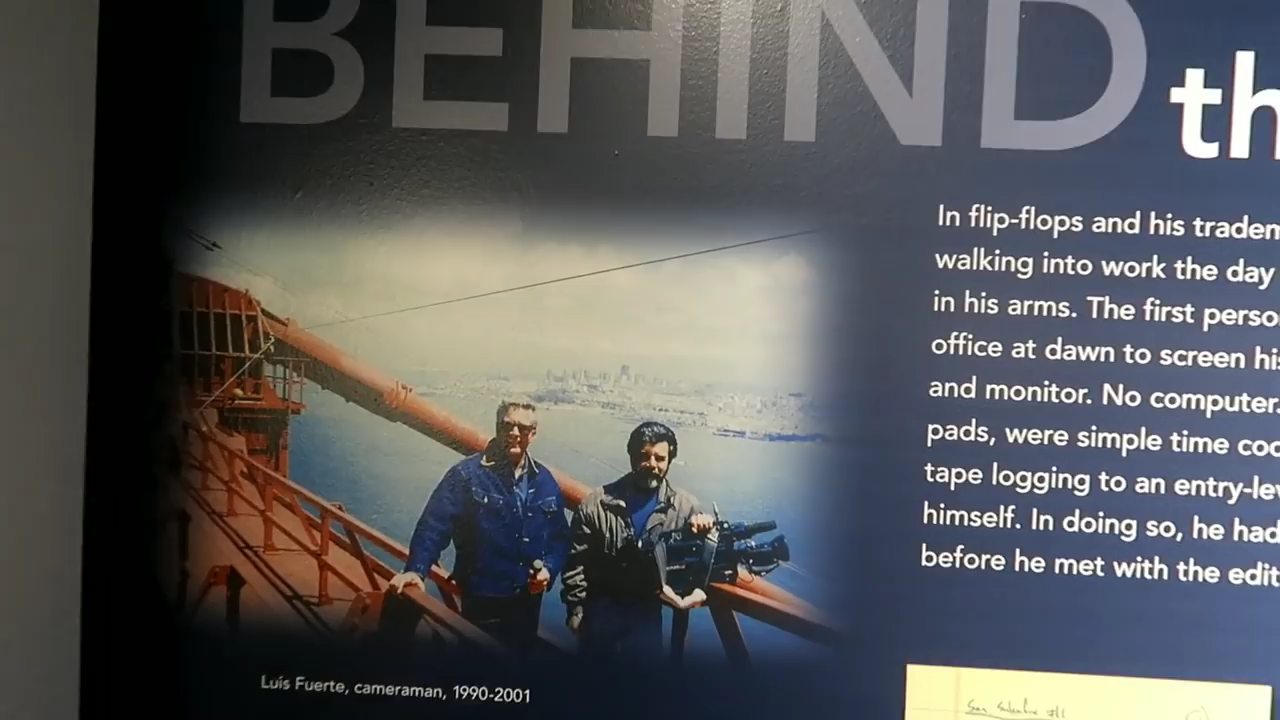 BEHIND th
In flip-flops and his tradem
walking into work the day
in his arms. The first perso
office at dawn to screen his
and monitor. No computer.
pads, were simple time coc
tape logging to an entry-lev
himself. In doing so, he had
before he met with the edit
Luis Fuerte, cameraman, 1990-2001